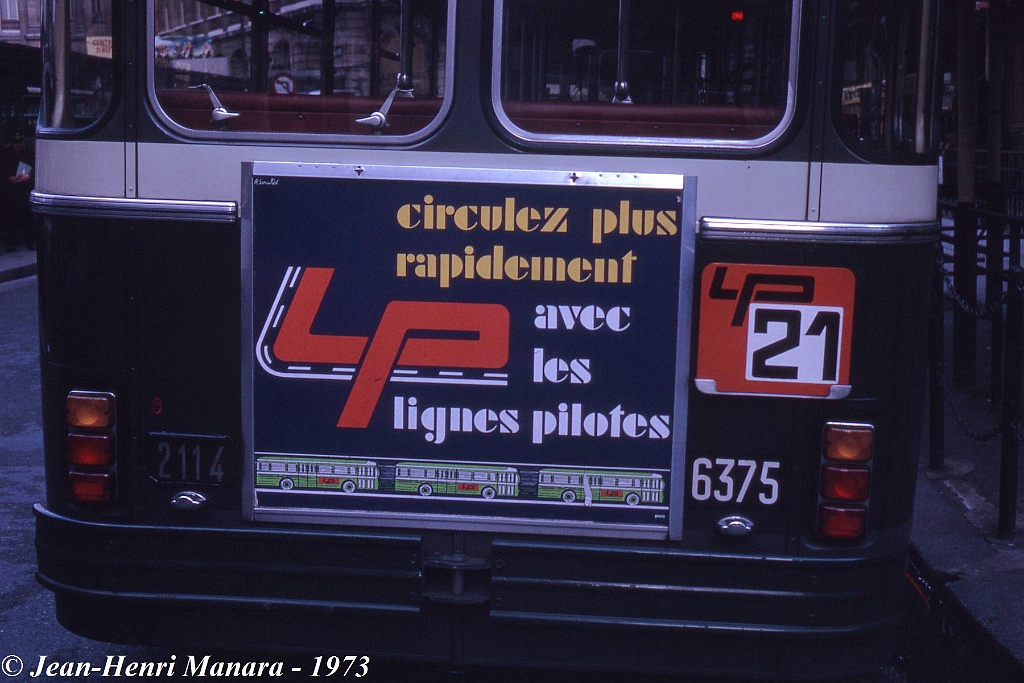 circulez plus
rapidement
LP
avec
les
lignes pilotes
LP
21
2114
6375
© Jean-Henri Manara - 1973